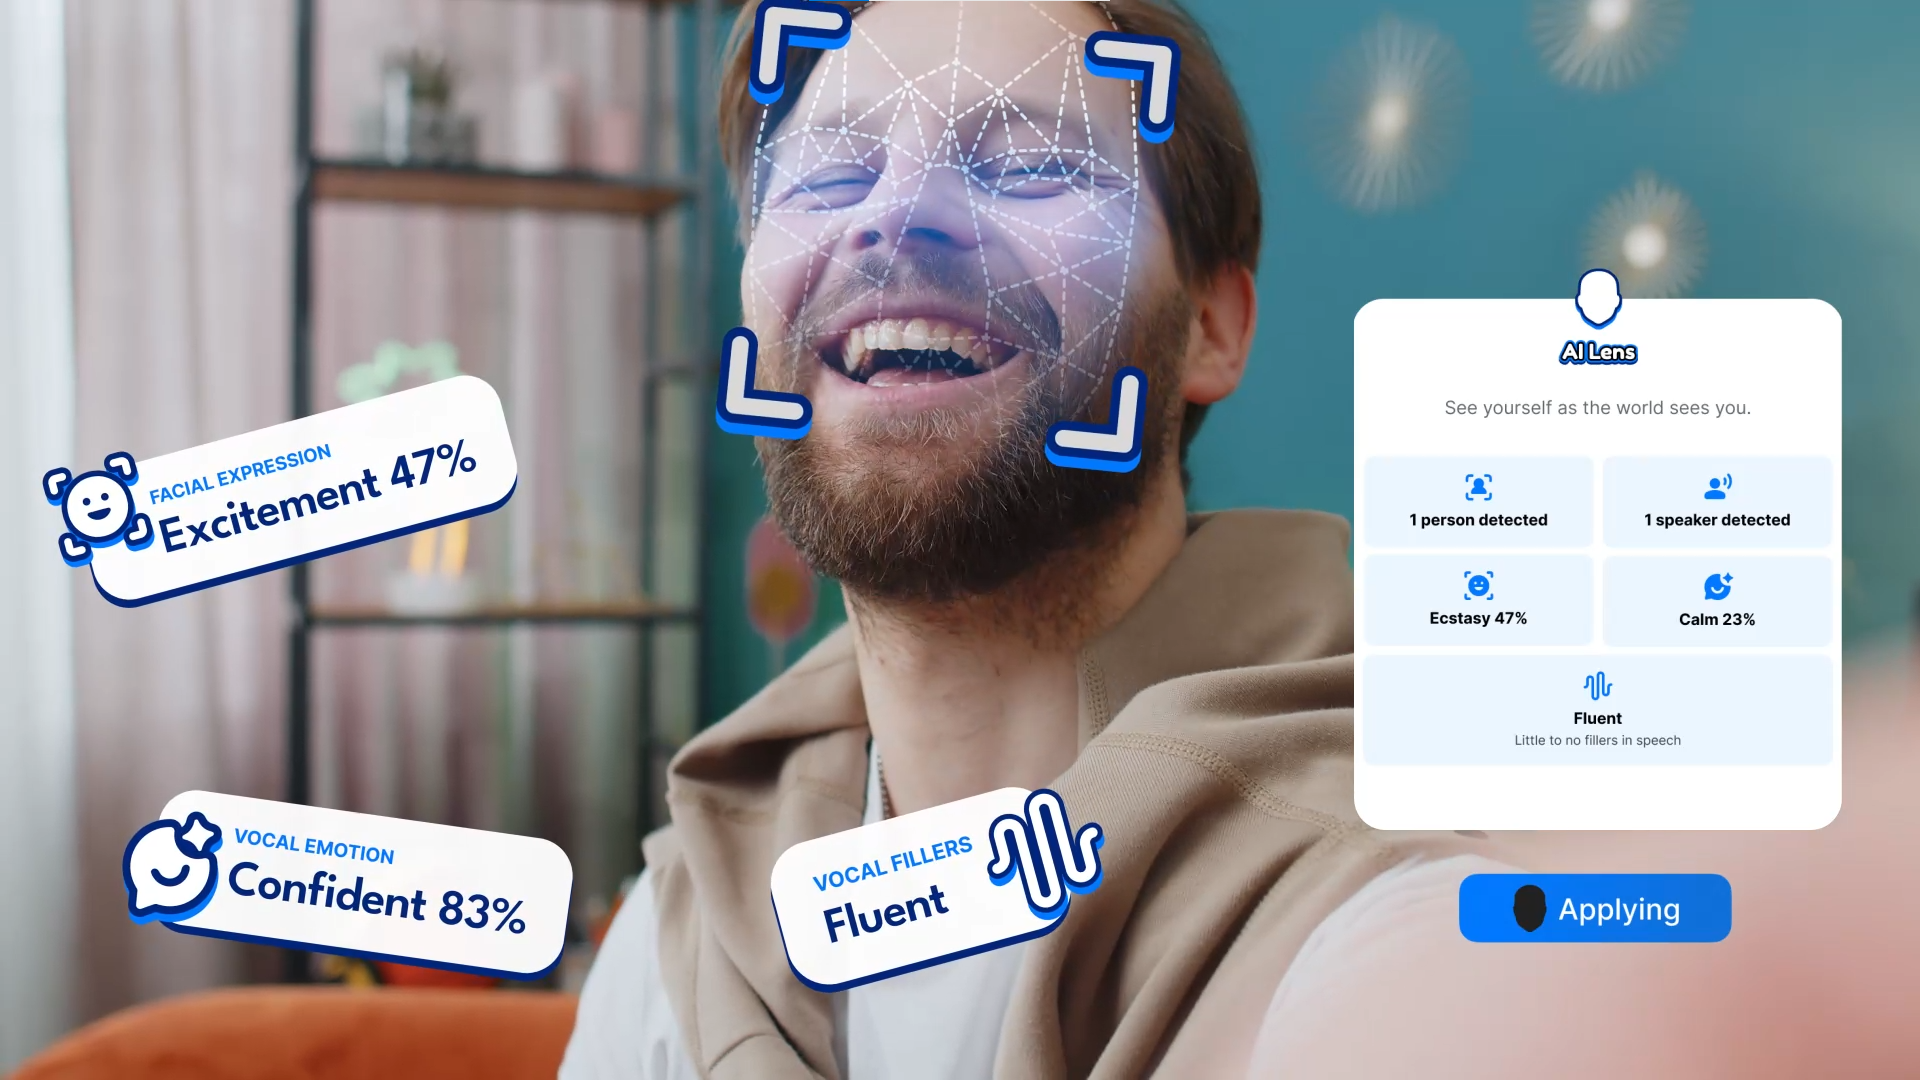 FACIAL EXPRESSION
Excitement 47%
VOCAL EMOTION
Confident 83%
VOCAL FILLERS
Fluent
AI Lens
See yourself as the world sees you.
1 person detected
1 speaker detected
Ecstasy 47%
Calm 23%
Fluent
Little to no fillers in speech
Applying